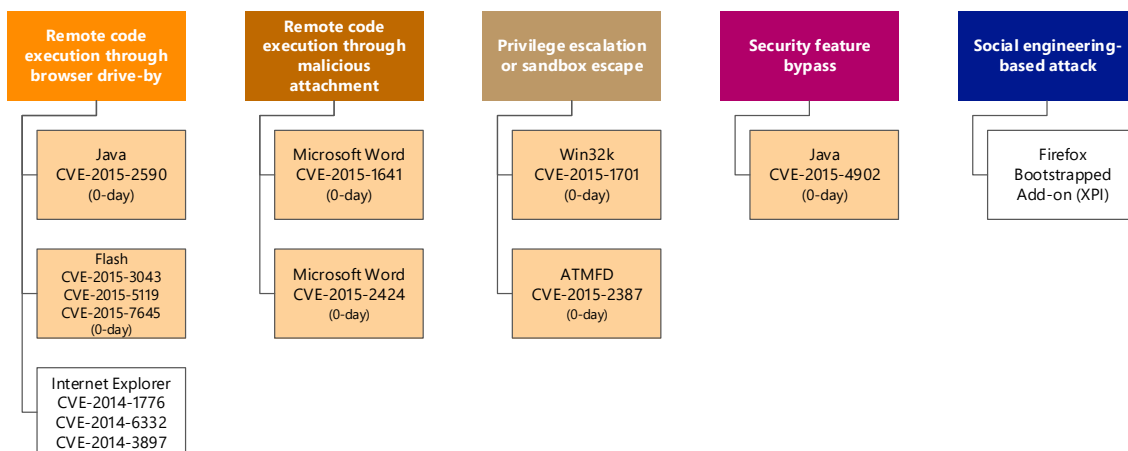 Remote code
execution through
browser drive-by
Java
CVE-2015-2590
(0-day)
Flash
CVE-2015-3043
CVE-2015-5119
CVE-2015-7645
(0-day)
Internet Explorer
CVE-2014-1776
CVE-2014-6332
CVE-2014-3897
Remote code
execution through
malicious
attachment
Microsoft Word
CVE-2015-1641
(0-day)
Microsoft Word
CVE-2015-2424
(0-day)
Privilege escalation
or sandbox escape
Win32k
CVE-2015-1701
(0-day)
ATMFD
CVE-2015-2387
(0-day)
Security feature
bypass
Java
CVE-2015-4902
(0-day)
Social engineering-
based attack
Firefox
Bootstrapped
Add-on (XPI)